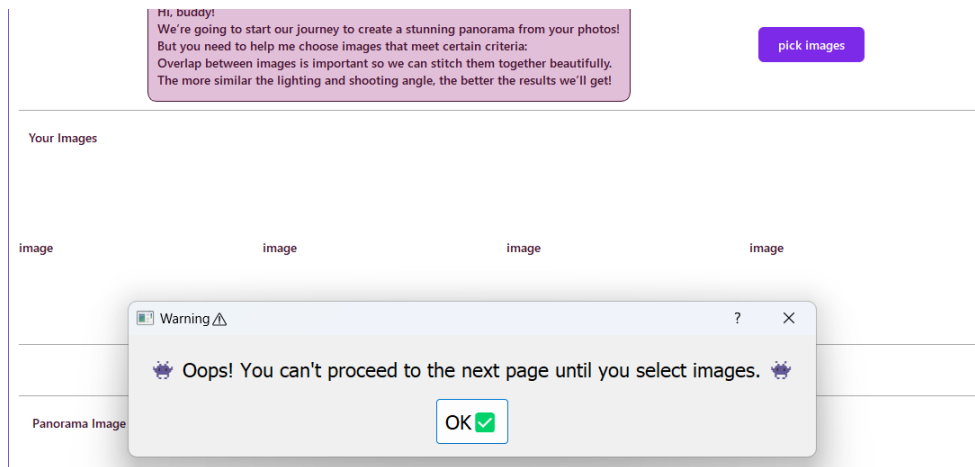 Hi, buddy!
We're going to start our journey to create a stunning panorama from your photos!
But you need to help me choose images that meet certain criteria:
Overlap between images is important so we can stitch them together beautifully.
The more similar the lighting and shooting angle, the better the results we'll get!
pick images
Your Images
image image image image
Warning⚠ ? ✕
👾 Oops! You can't proceed to the next page until you select images. 👾
OK✅
Panorama Image